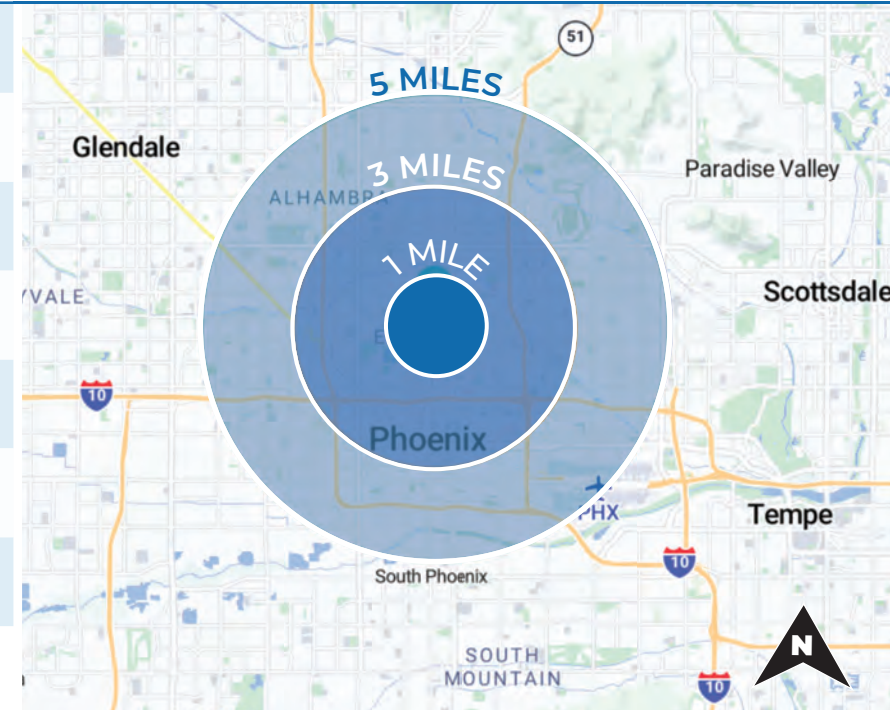 51
5 MILES
Glendale
3 MILES
Paradise Valley
ALHAMBRA
1 MILE
YVALE
Scottsdale
E
10
Phoenix
PHX
Tempe
10
South Phoenix
SOUTH
MOUNTAIN
N
10